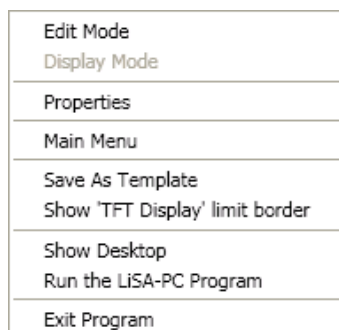 Edit Mode
Display Mode
Properties
Main Menu
Save As Template
Show 'TFT Display' limit border
Show Desktop
Run the LiSA-PC Program
Exit Program